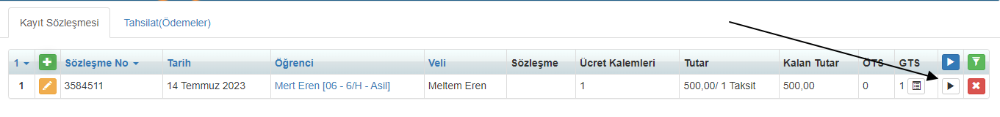 Kayıt Sözleşmesi Tahsilat(Ödemeler)
1 Sözleşme No Tarih Öğrenci Veli Sözleşme Ücret Kalemleri Tutar Kalan Tutar ÖTS GTS
1 3584511 14 Temmuz 2023 Mert Eren [06 - 6/H - Asil] Meltem Eren 1 500,00/ 1 Taksit 500,00 0 1